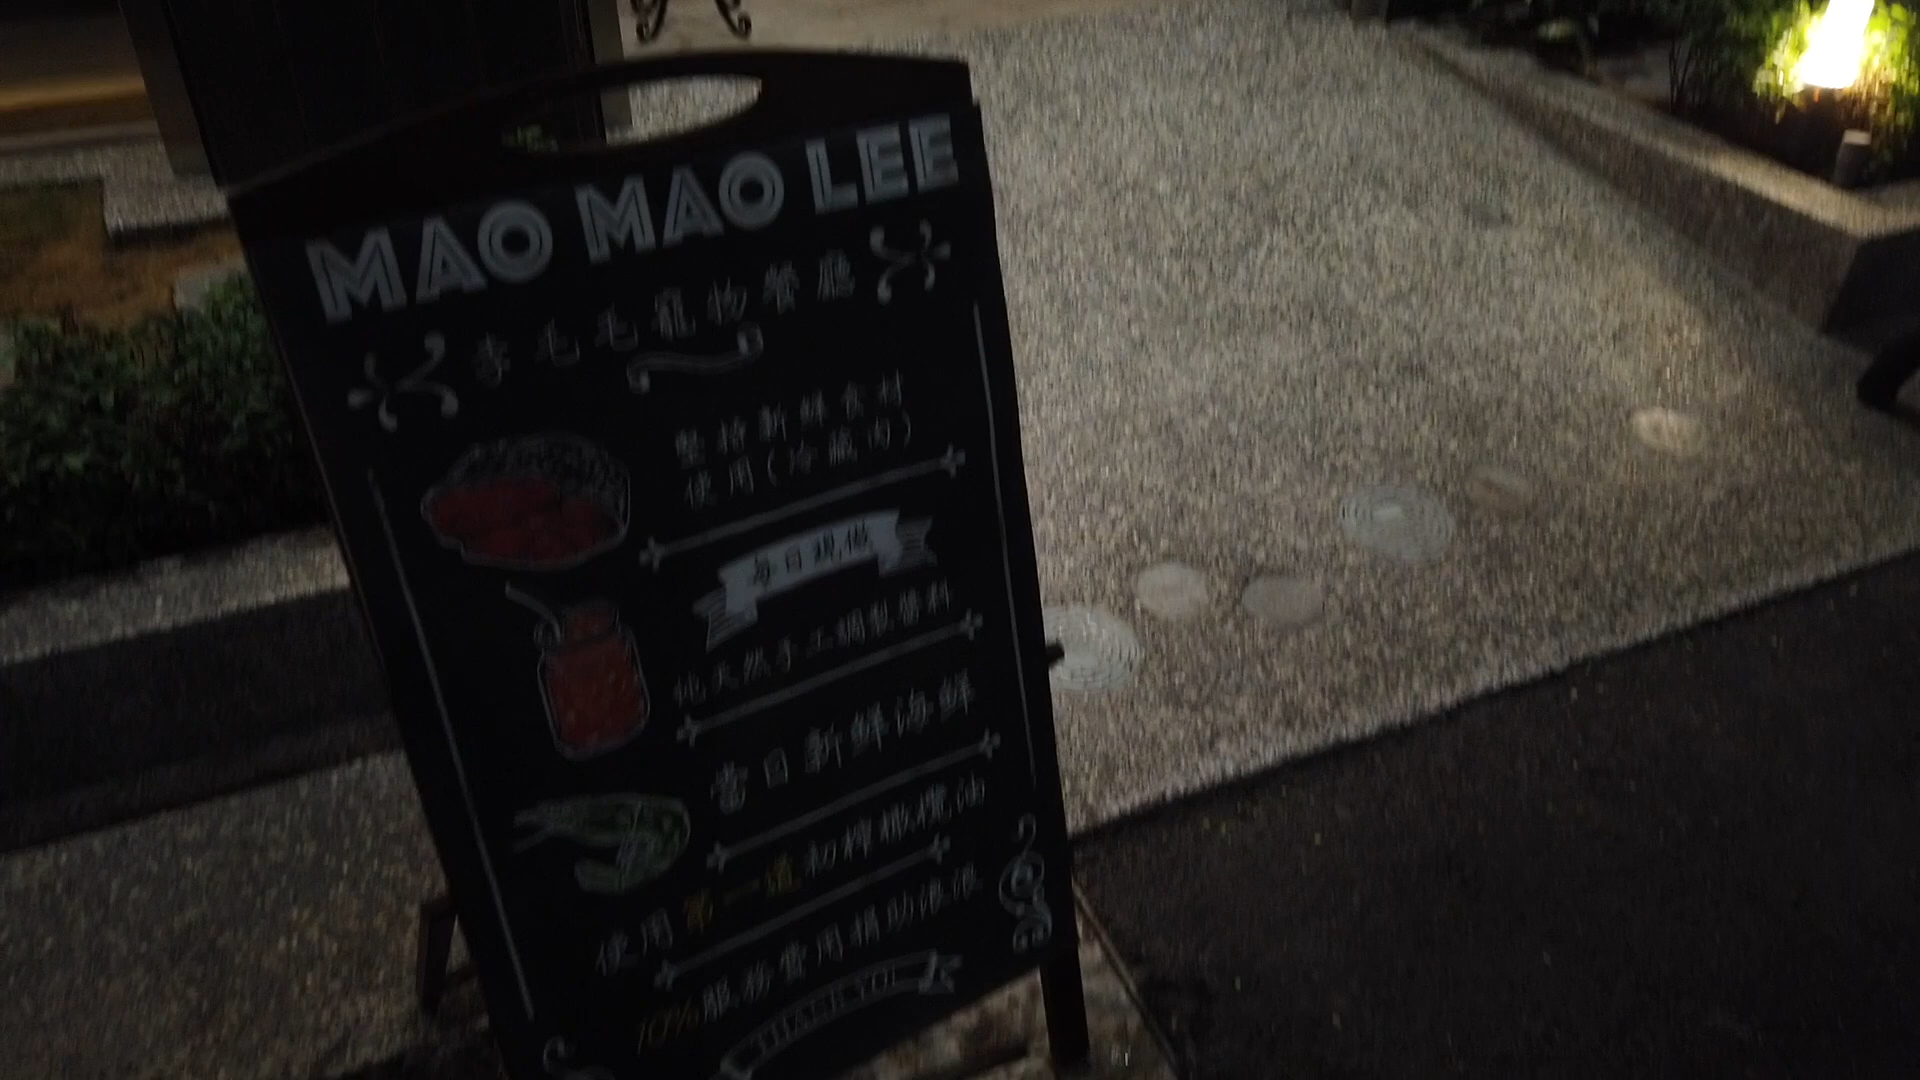 MAO MAO LEE
李毛毛寵物餐廳
堅持新鮮食材
使用(冷藏肉)
每日現做
純天然手工調製醬料
當日新鮮海鮮
使用第一道初榨橄欖油
10%服務費用捐助浪浪
THANK YOU